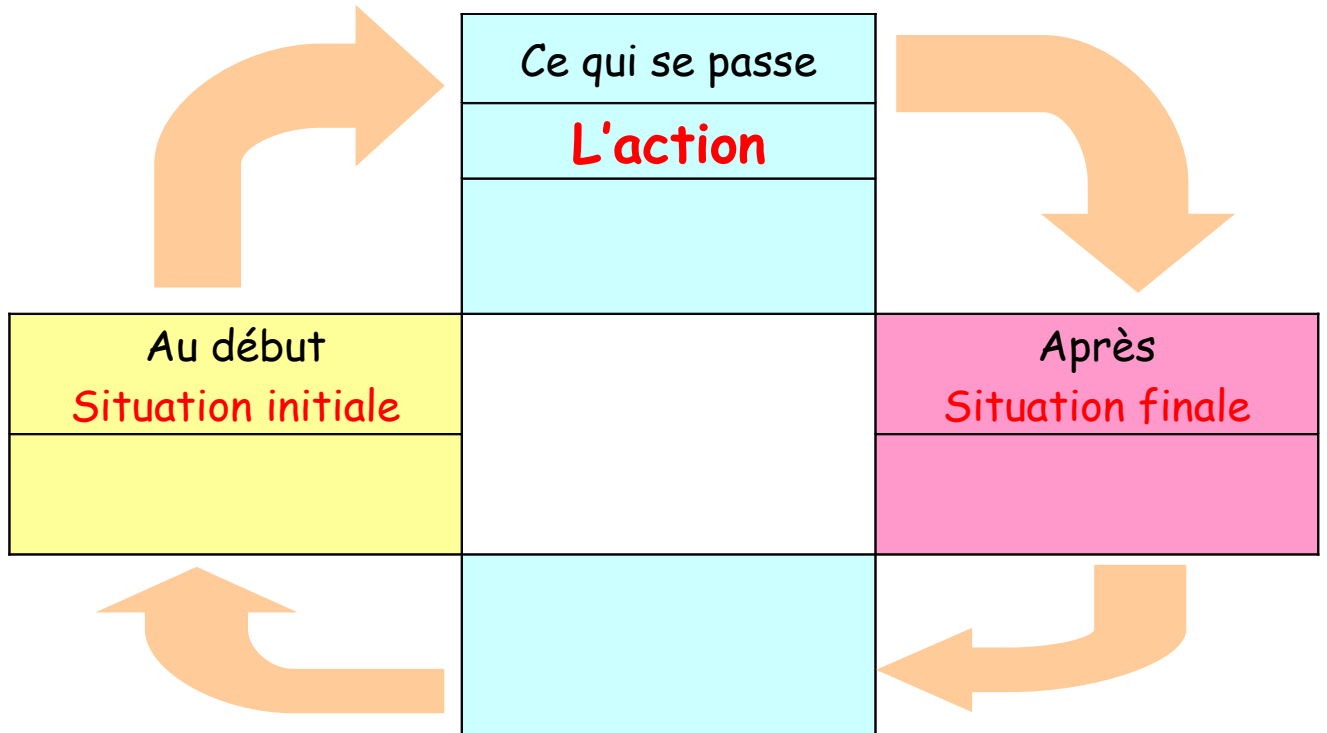 Ce qui se passe
L'action
Au début
Situation initiale
Après
Situation finale